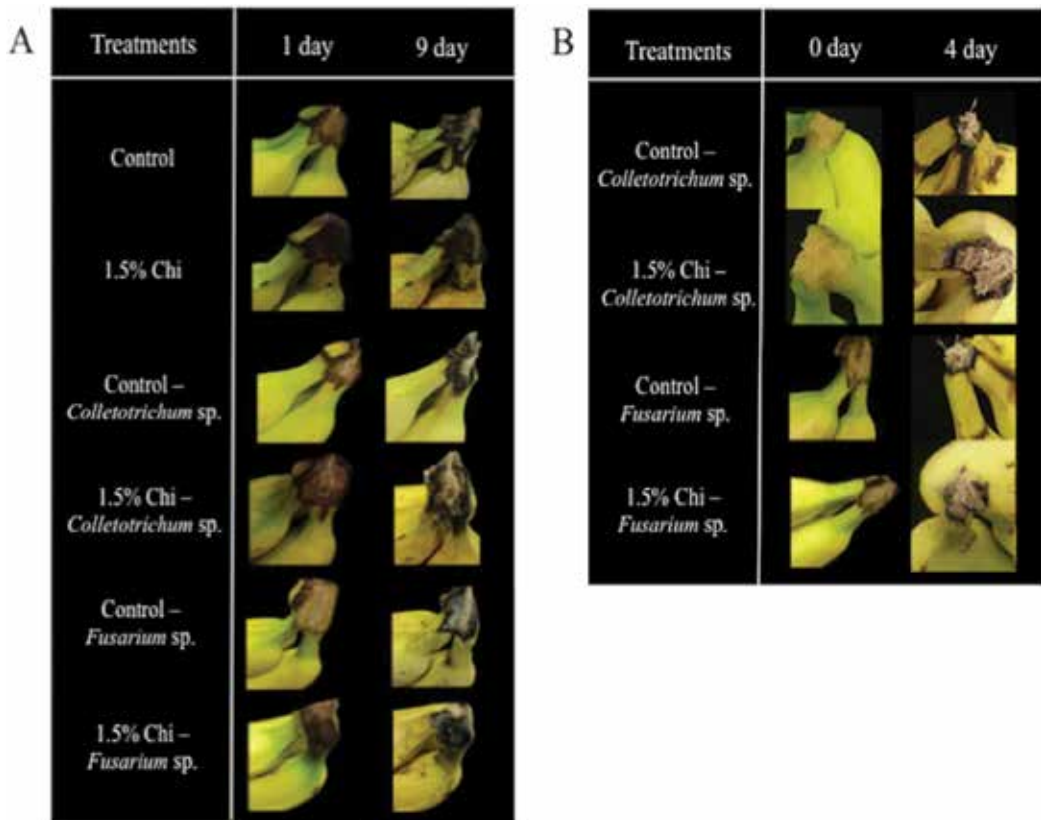 A
Treatments 1 day 9 day
Control
1.5% Chi
Control –
Colletotrichum sp.
1.5% Chi –
Colletotrichum sp.
Control –
Fusarium sp.
1.5% Chi –
Fusarium sp.
B
Treatments 0 day 4 day
Control –
Colletotrichum sp.
1.5% Chi –
Colletotrichum sp.
Control –
Fusarium sp.
1.5% Chi –
Fusarium sp.